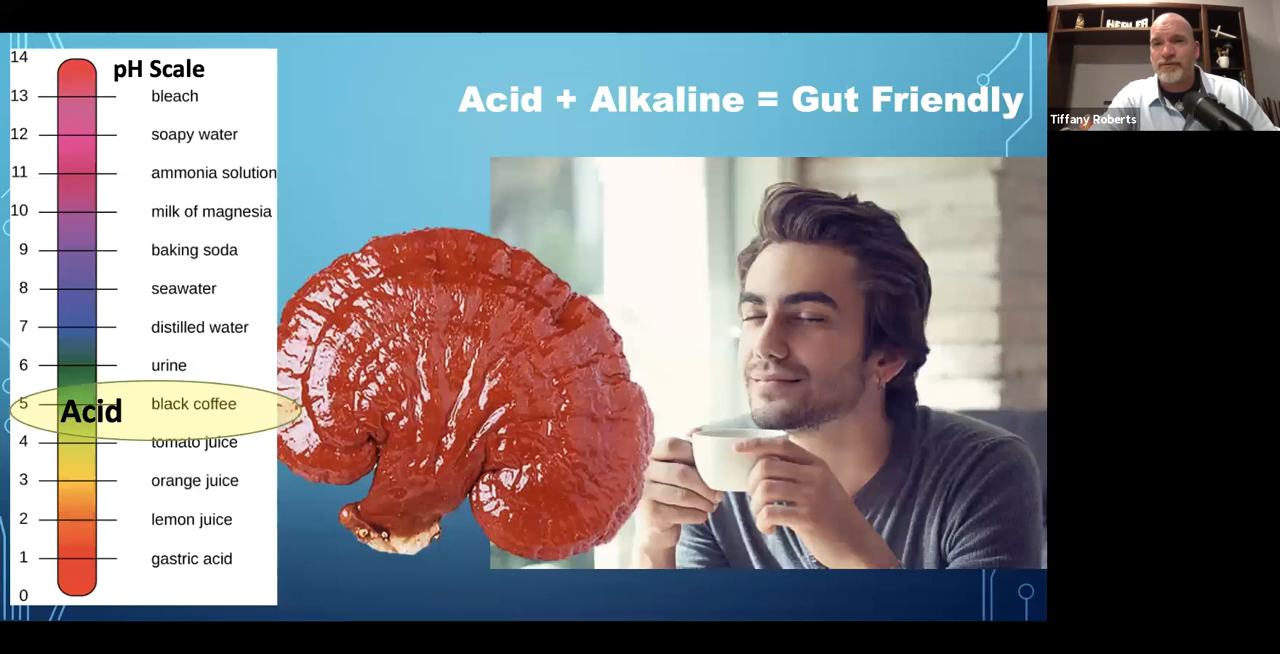 14
pH Scale
13 bleach
12 soapy water
11 ammonia solution
10 milk of magnesia
9 baking soda
8 seawater
7 distilled water
6 urine
5 Acid black coffee
4 tomato juice
3 orange juice
2 lemon juice
1 gastric acid
0
Acid + Alkaline = Gut Friendly
HEALER
Tiffany Roberts